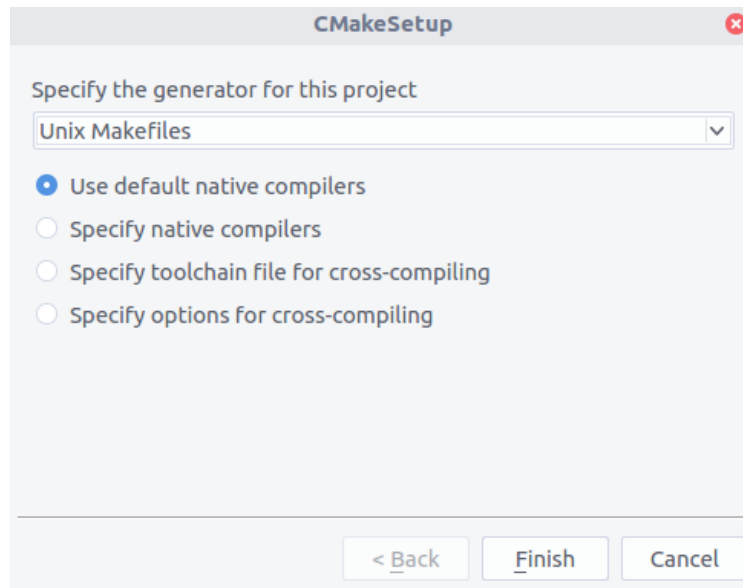 CMakeSetup
Specify the generator for this project
Unix Makefiles
Use default native compilers
Specify native compilers
Specify toolchain file for cross-compiling
Specify options for cross-compiling
< Back Finish Cancel